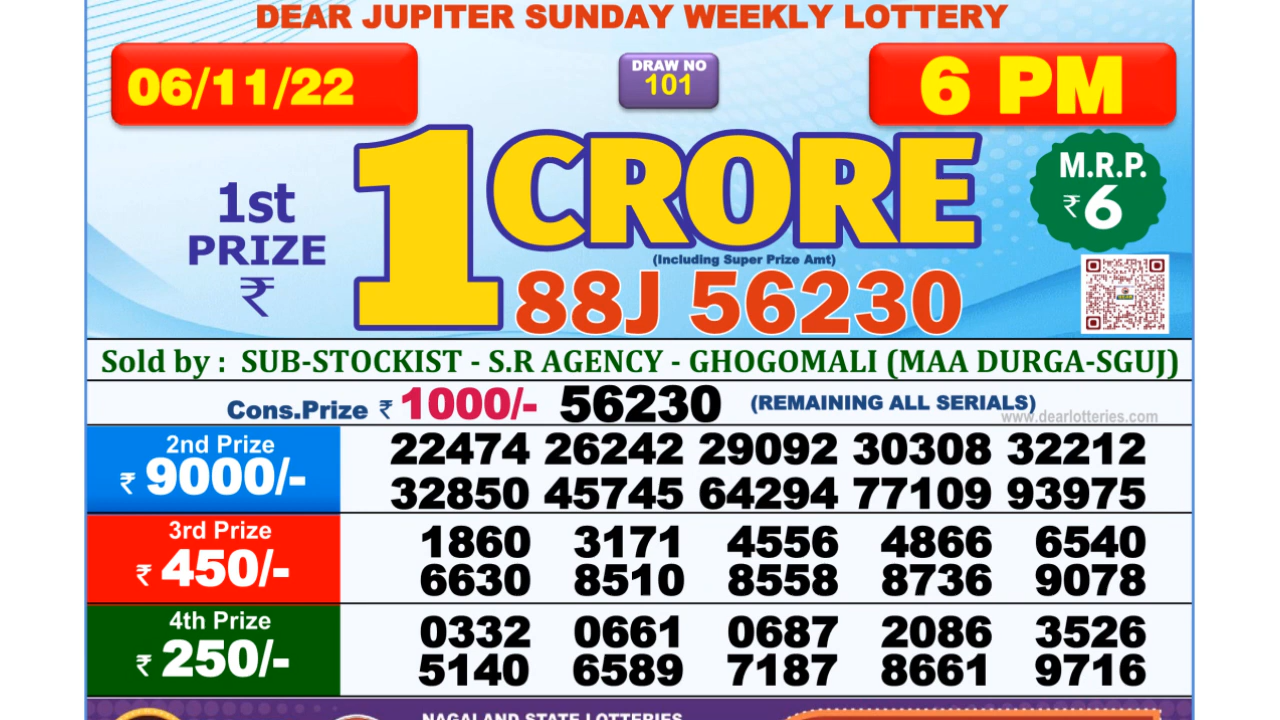 DEAR JUPITER SUNDAY WEEKLY LOTTERY
06/11/22
DRAW NO
101
6 PM
1st
PRIZE
₹
1 CRORE
(Including Super Prize Amt)
88J 56230
M.R.P.
₹6
Sold by : SUB-STOCKIST - S.R AGENCY - GHOGOMALI (MAA DURGA-SGUJ)
Cons.Prize ₹ 1000/- 56230 (REMAINING ALL SERIALS)
www.dearlotteries.com
2nd Prize
₹ 9000/-
22474 26242 29092 30308 32212
32850 45745 64294 77109 93975
3rd Prize
₹ 450/-
1860 3171 4556 4866 6540
6630 8510 8558 8736 9078
4th Prize
₹ 250/-
0332 0661 0687 2086 3526
5140 6589 7187 8661 9716
NAGALAND STATE LOTTERIES